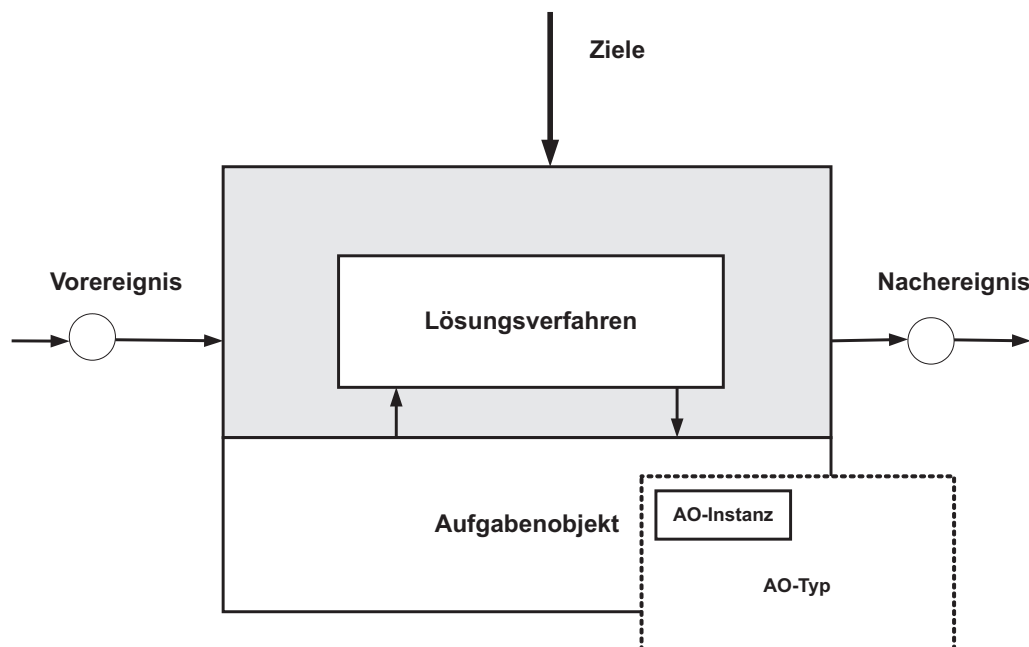 Ziele
Vorereignis
Nachereignis
Lösungsverfahren
Aufgabenobjekt
AO-Instanz
AO-Typ